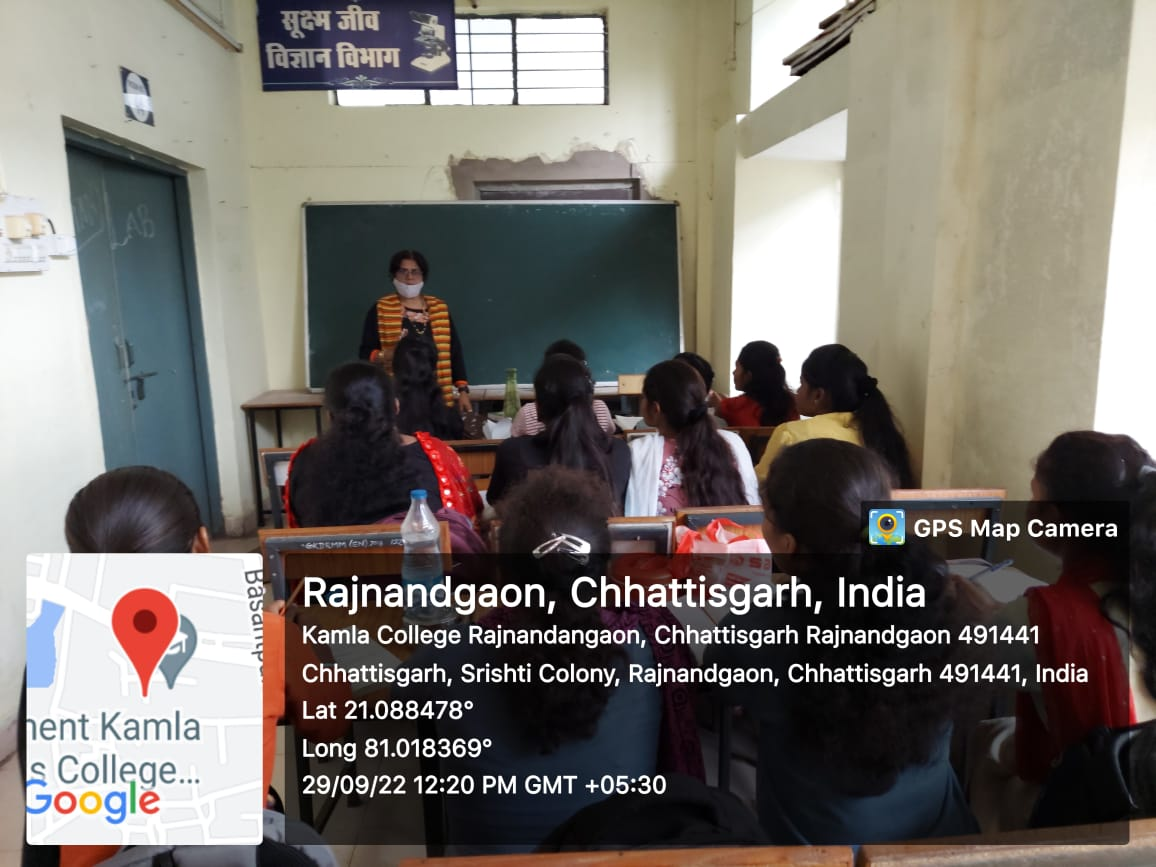 सूक्ष्म जीव
विज्ञान विभाग
LAB
GPS Map Camera
Rajnandgaon, Chhattisgarh, India
Kamla College Rajnandangaon, Chhattisgarh Rajnandgaon 491441
Chhattisgarh, Srishti Colony, Rajnandgaon, Chhattisgarh 491441, India
Lat 21.088478°
Long 81.018369°
29/09/22 12:20 PM GMT +05:30
nent Kamla
s College...
Google